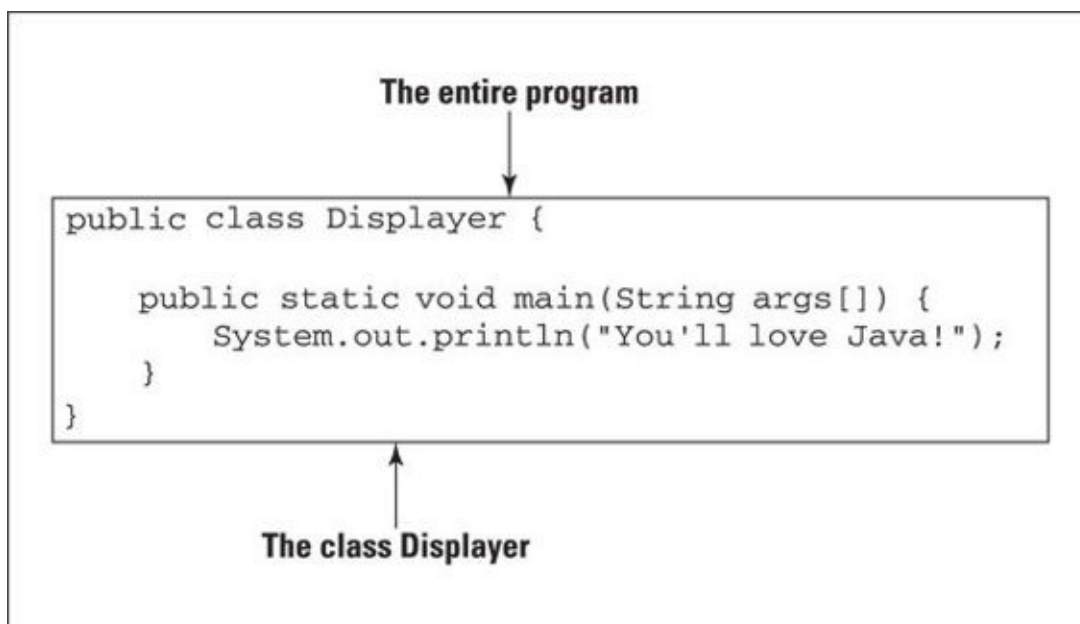 The entire program
public class Displayer {
public static void main(String args[]) {
System.out.println("You'll love Java!");
}
}
The class Displayer